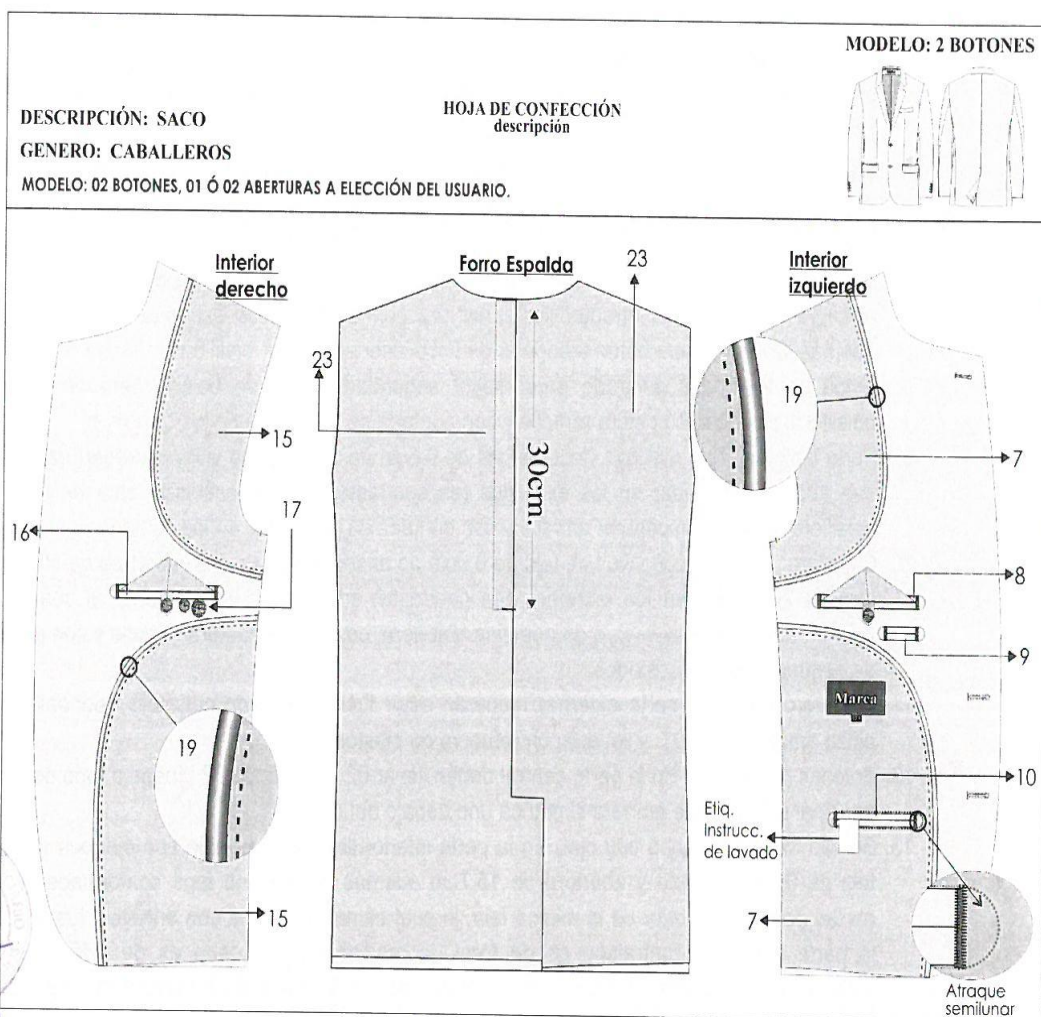 MODELO: 2 BOTONES
HOJA DE CONFECCIÓN
descripción
DESCRIPCIÓN: SACO
GENERO: CABALLEROS
MODELO: 02 BOTONES, 01 Ó 02 ABERTURAS A ELECCIÓN DEL USUARIO.
Interior
derecho
Forro Espalda
23
Interior
izquierdo
23
19
15
7
30cm.
17
16
8
9
Marca
19
10
Etiq.
Instrucc.
de lavado
15
7
Atraque
semilunar